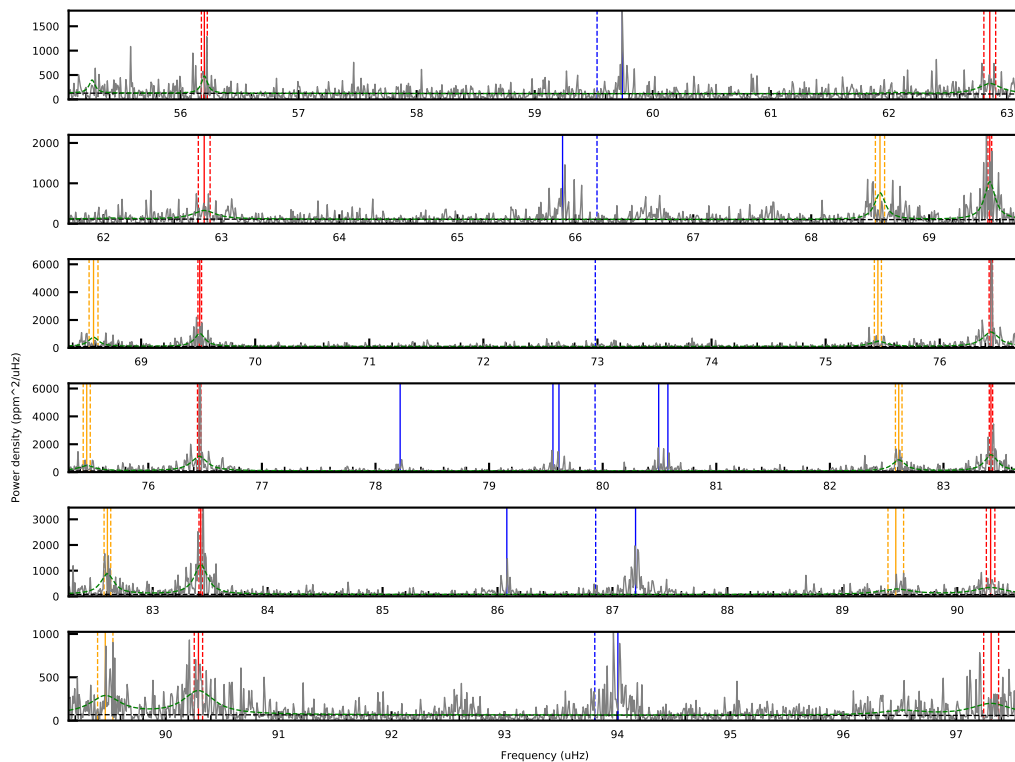 1500
1000
500
0
56 57 58 59 60 61 62 63
2000
1000
0
62 63 64 65 66 67 68 69
6000
4000
2000
0
69 70 71 72 73 74 75 76
6000
4000
2000
0
76 77 78 79 80 81 82 83
3000
2000
1000
0
83 84 85 86 87 88 89 90
1000
500
0
90 91 92 93 94 95 96 97
Power density (ppm^2/uHz)
Frequency (uHz)